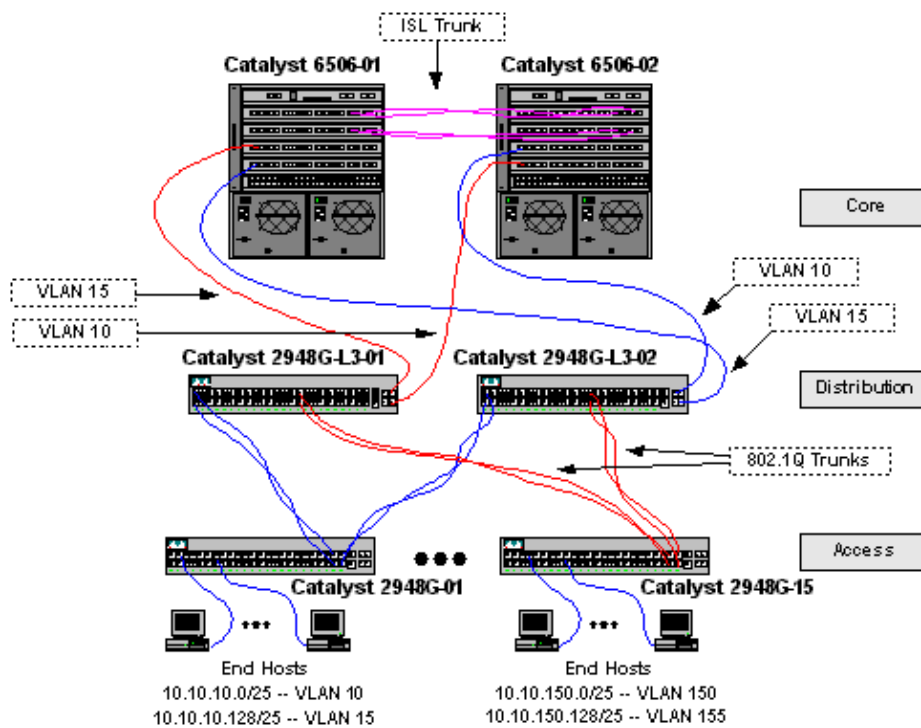 ISL Trunk
Catalyst 6506-01
Catalyst 6506-02
Core
VLAN 15
VLAN 10
VLAN 10
VLAN 15
Catalyst 2948G-L3-01
Catalyst 2948G-L3-02
Distribution
802.1Q Trunks
Access
Catalyst 2948G-01
Catalyst 2948G-15
End Hosts
10.10.10.0/25 -- VLAN 10
10.10.10.128/25 -- VLAN 15
End Hosts
10.10.150.0/25 -- VLAN 150
10.10.150.128/25 -- VLAN 155